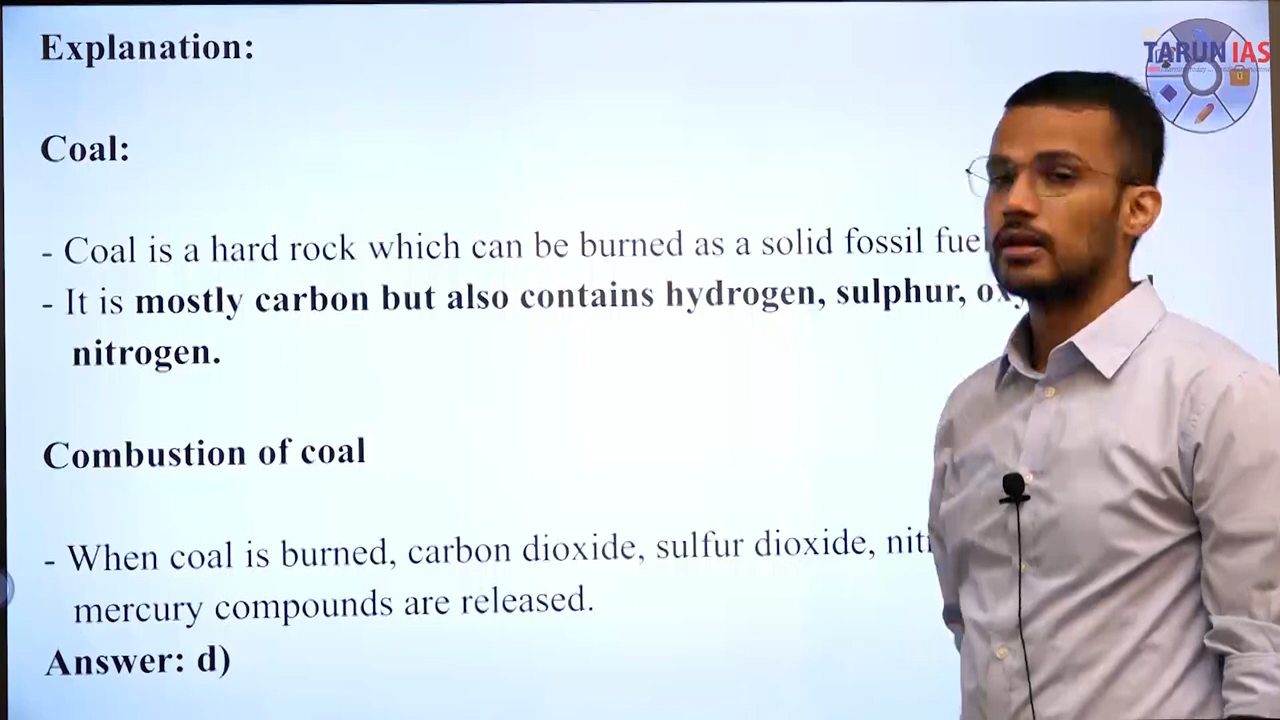 Explanation:
TARUN IAS
Coal:
- Coal is a hard rock which can be burned as a solid fossil
- It is mostly carbon but also contains hydrogen, sulphur,
nitrogen.
Combustion of coal
- When coal is burned, carbon dioxide, sulfur dioxide,
mercury compounds are released.
Answer: d)